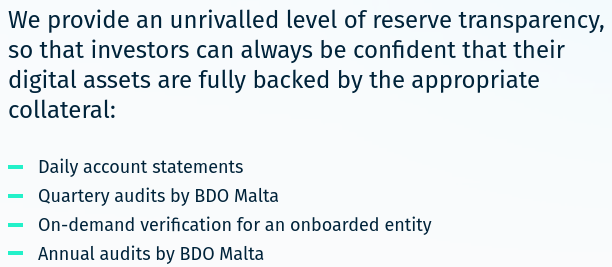 We provide an unrivalled level of reserve transparency,
so that investors can always be confident that their
digital assets are fully backed by the appropriate
collateral:
Daily account statements
Quartery audits by BDO Malta
On-demand verification for an onboarded entity
Annual audits by BDO Malta